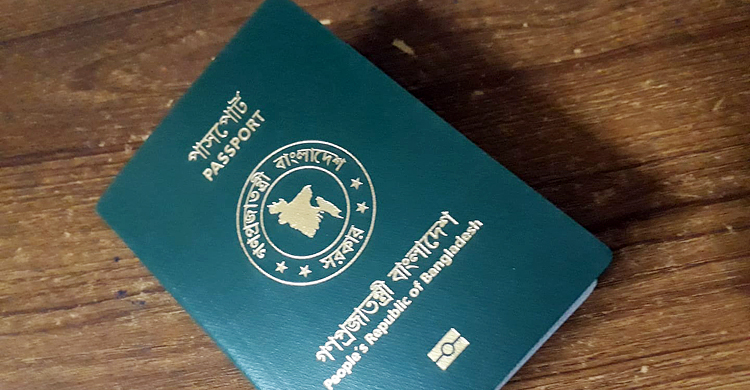 পাসপোর্ট
PASSPORT
গণপ্রজাতন্ত্রী বাংলাদেশ
সরকার
গণপ্রজাতন্ত্রী বাংলাদেশ
People's Republic of Bangladesh